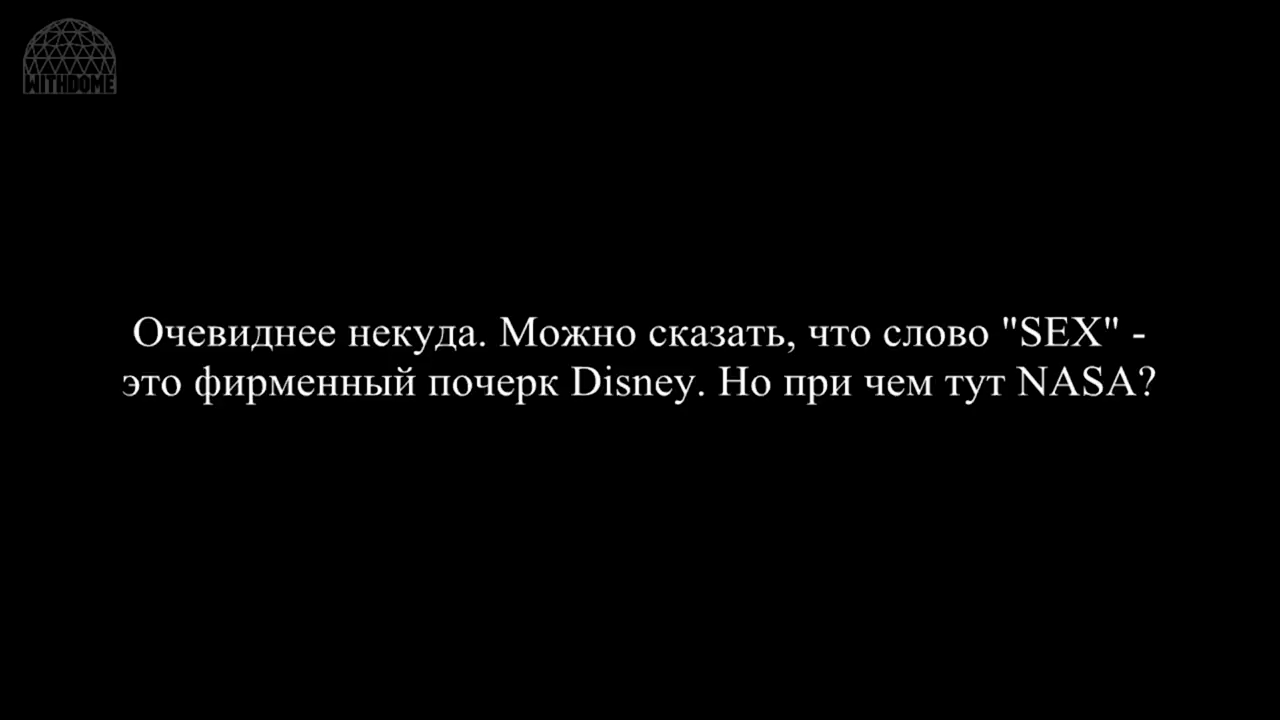 WITHDOME
Очевиднее некуда. Можно сказать, что слово "SEX" -
это фирменный почерк Disney. Но при чем тут NASA?